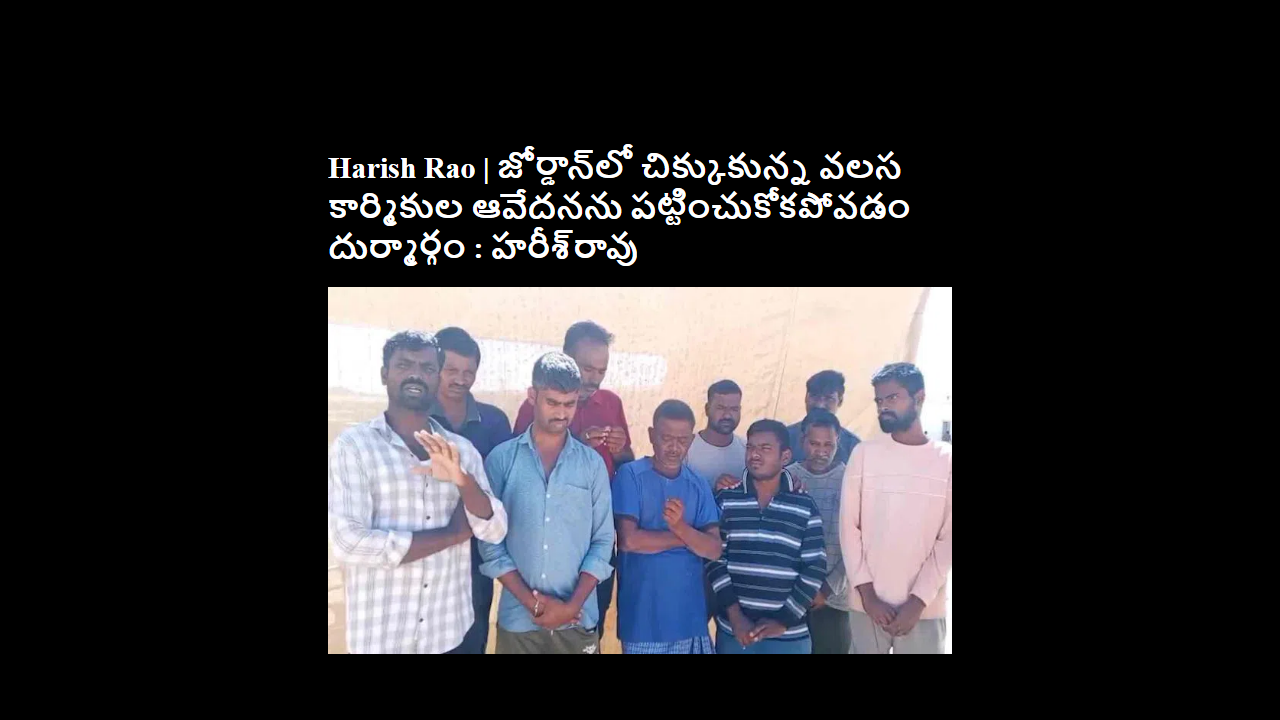 Harish Rao | జోర్డాన్‌లో చిక్కుకున్న వలస
కార్మికుల ఆవేదనను పట్టించుకోకపోవడం
దుర్మార్గం : హరీశ్‌రావు